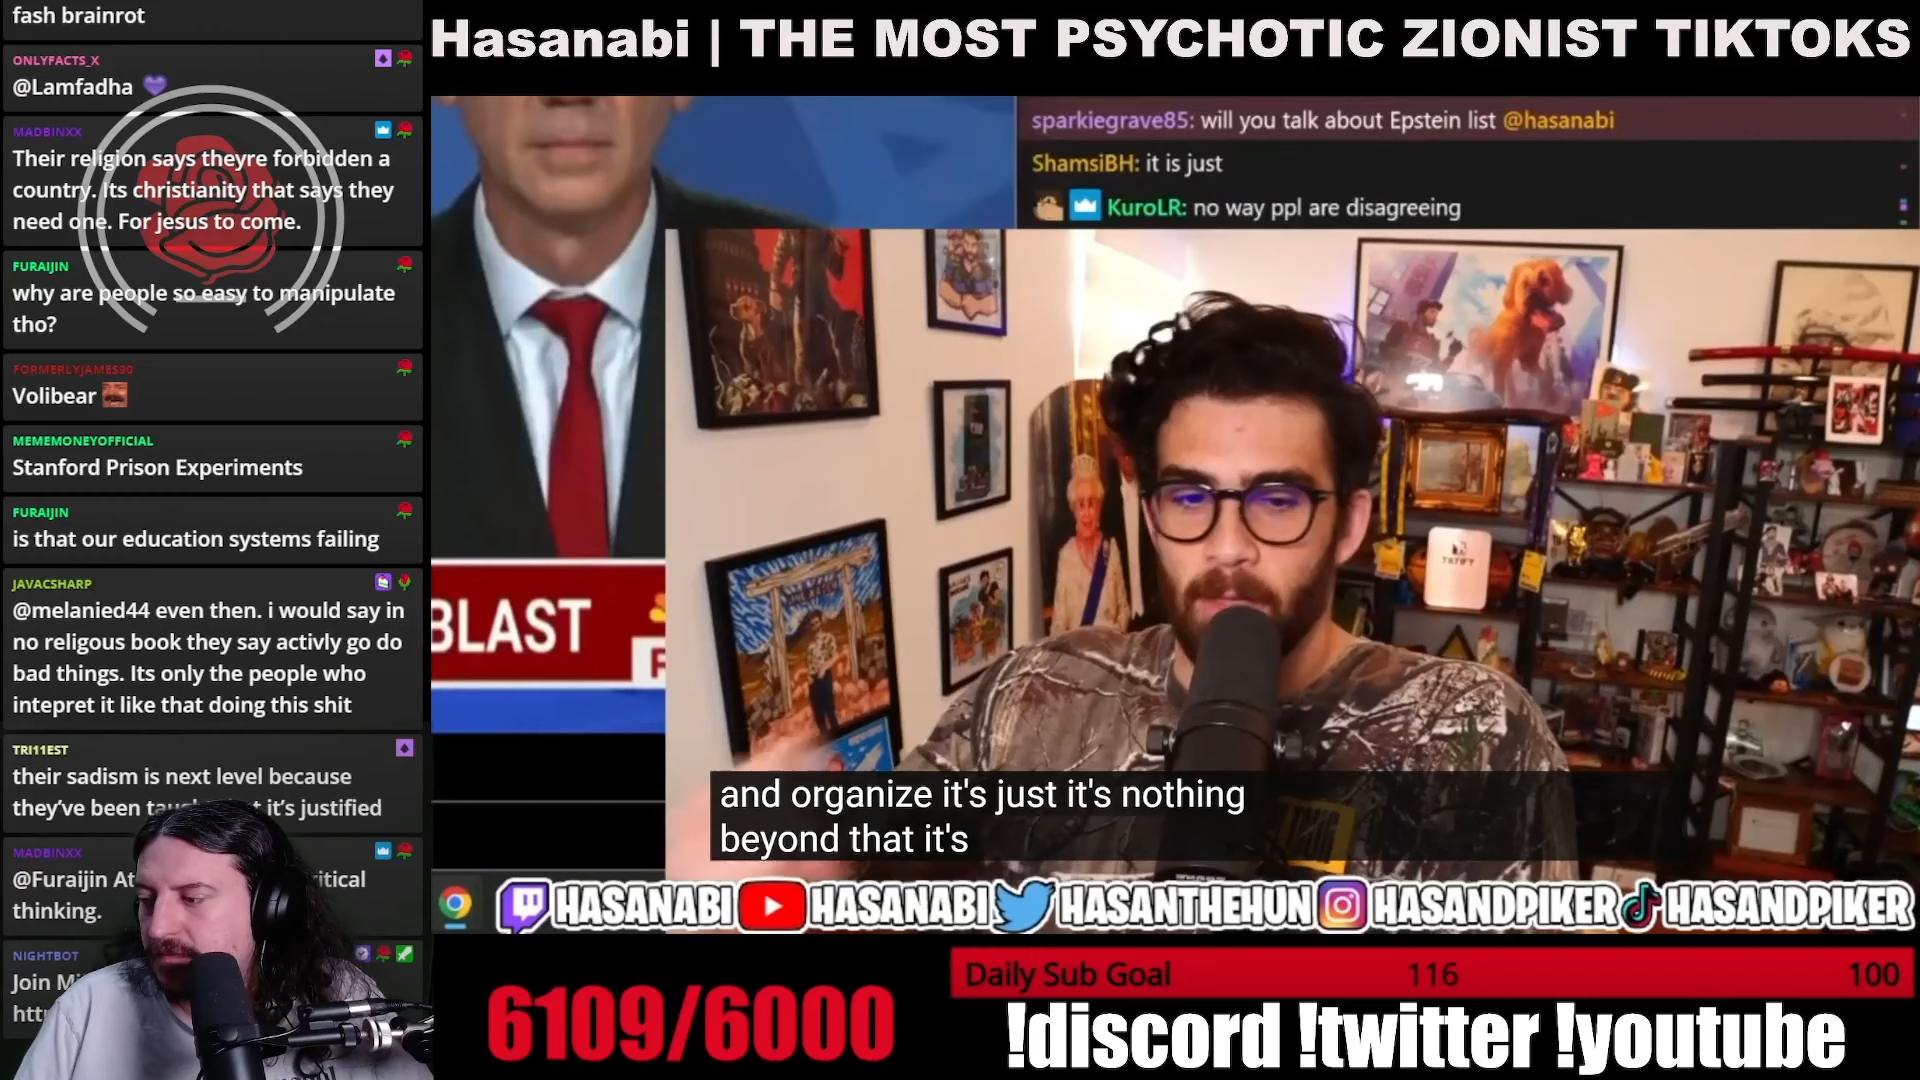 fash brainrot
ONLYFACTS_X
@Lamfadha
MADBINXX
Their religion says theyre forbidden a
country. Its christianity that says they
need one. For jesus to come.
FURAIJIN
why are people so easy to manipulate
tho?
FORMERLYJAMES90
Volibear
MEMEMONEYOFFICIAL
Stanford Prison Experiments
FURAIJIN
is that our education systems failing
JAVACSHARP
@melanied44 even then. i would say in
no religous book they say activly go do
bad things. Its only the people who
intepret it like that doing this shit
TRI11EST
their sadism is next level because
they've been it's justified
MADBINXX
@Furaijin
thinking.
NIGHTBOT
Join
Hasanabi | THE MOST PSYCHOTIC ZIONIST TIKTOKS
sparkiegrave85: will you talk about Epstein list @hasanabi
ShamsiBH: it is just
KuroLR: no way ppl are disagreeing
BLAST
and organize it's just it's nothing
beyond that it's
HASANABI HASANABI HASANTHEHUN HASANDPIKER HASANDPIKER
Daily Sub Goal 116 100
6109/6000
!discord !twitter !youtube